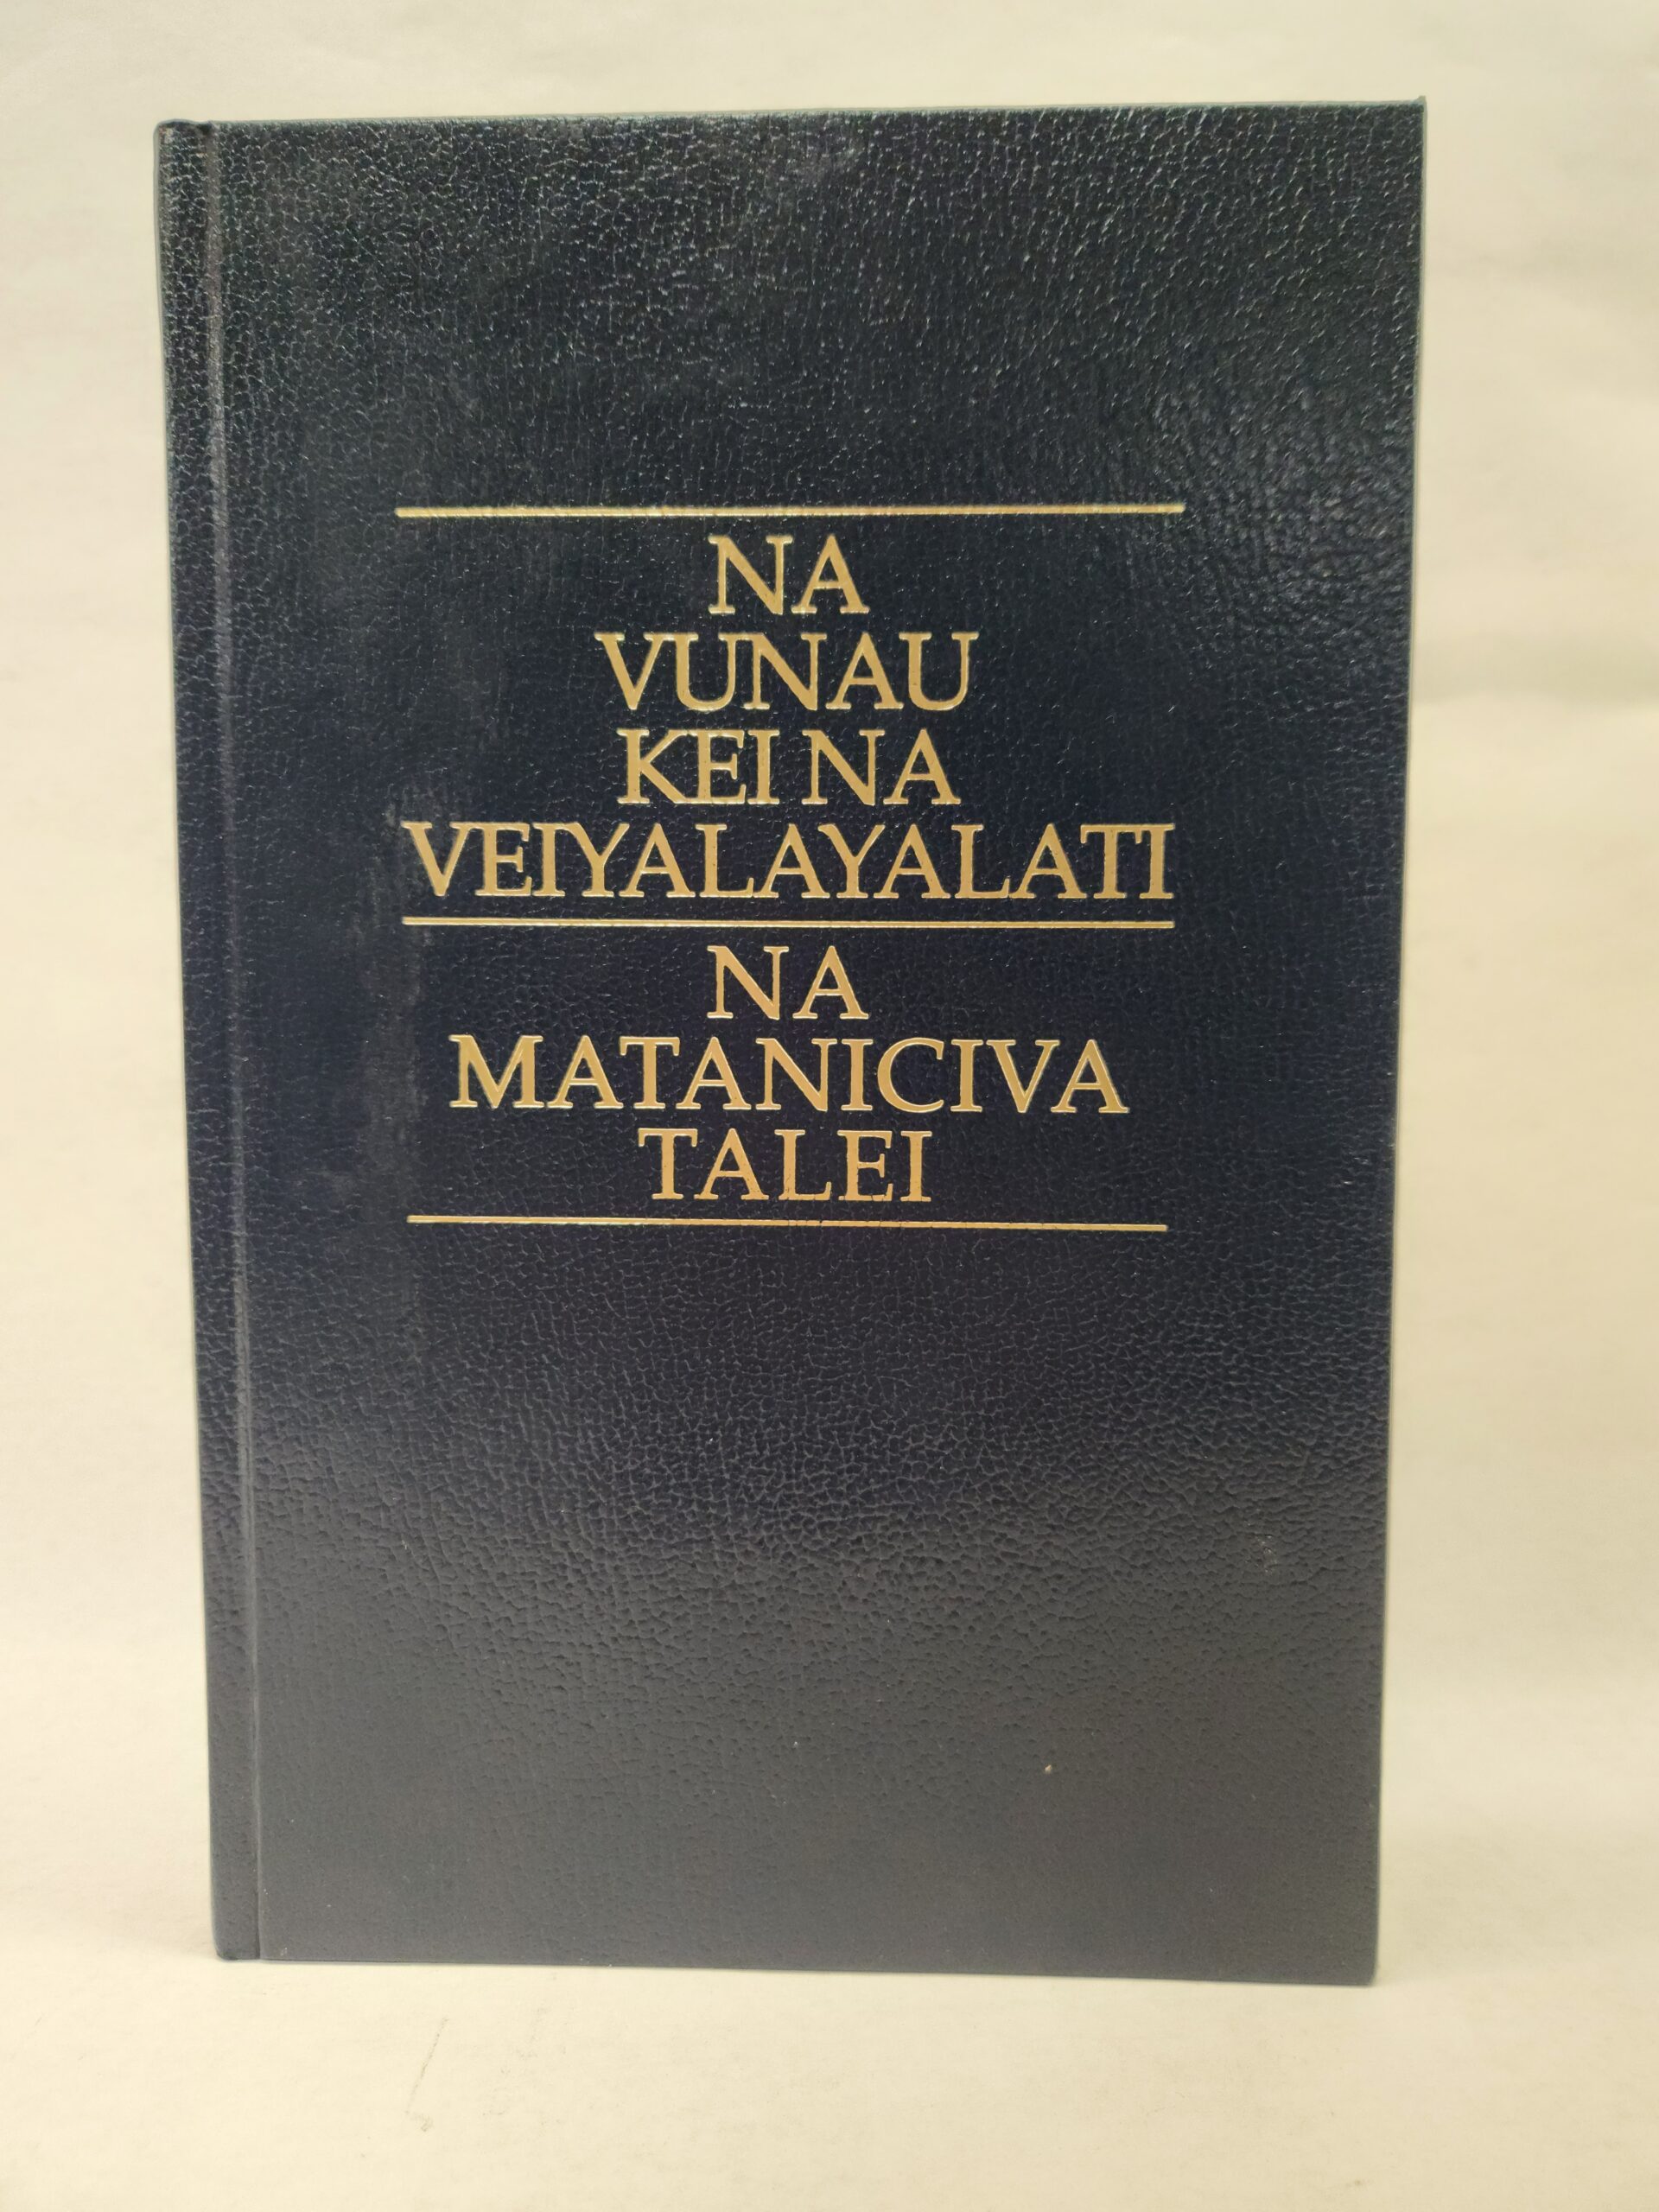 NA
VUNAU
KEI NA
VEIYALAYALATI
NA
MATANICIVA
TALEI